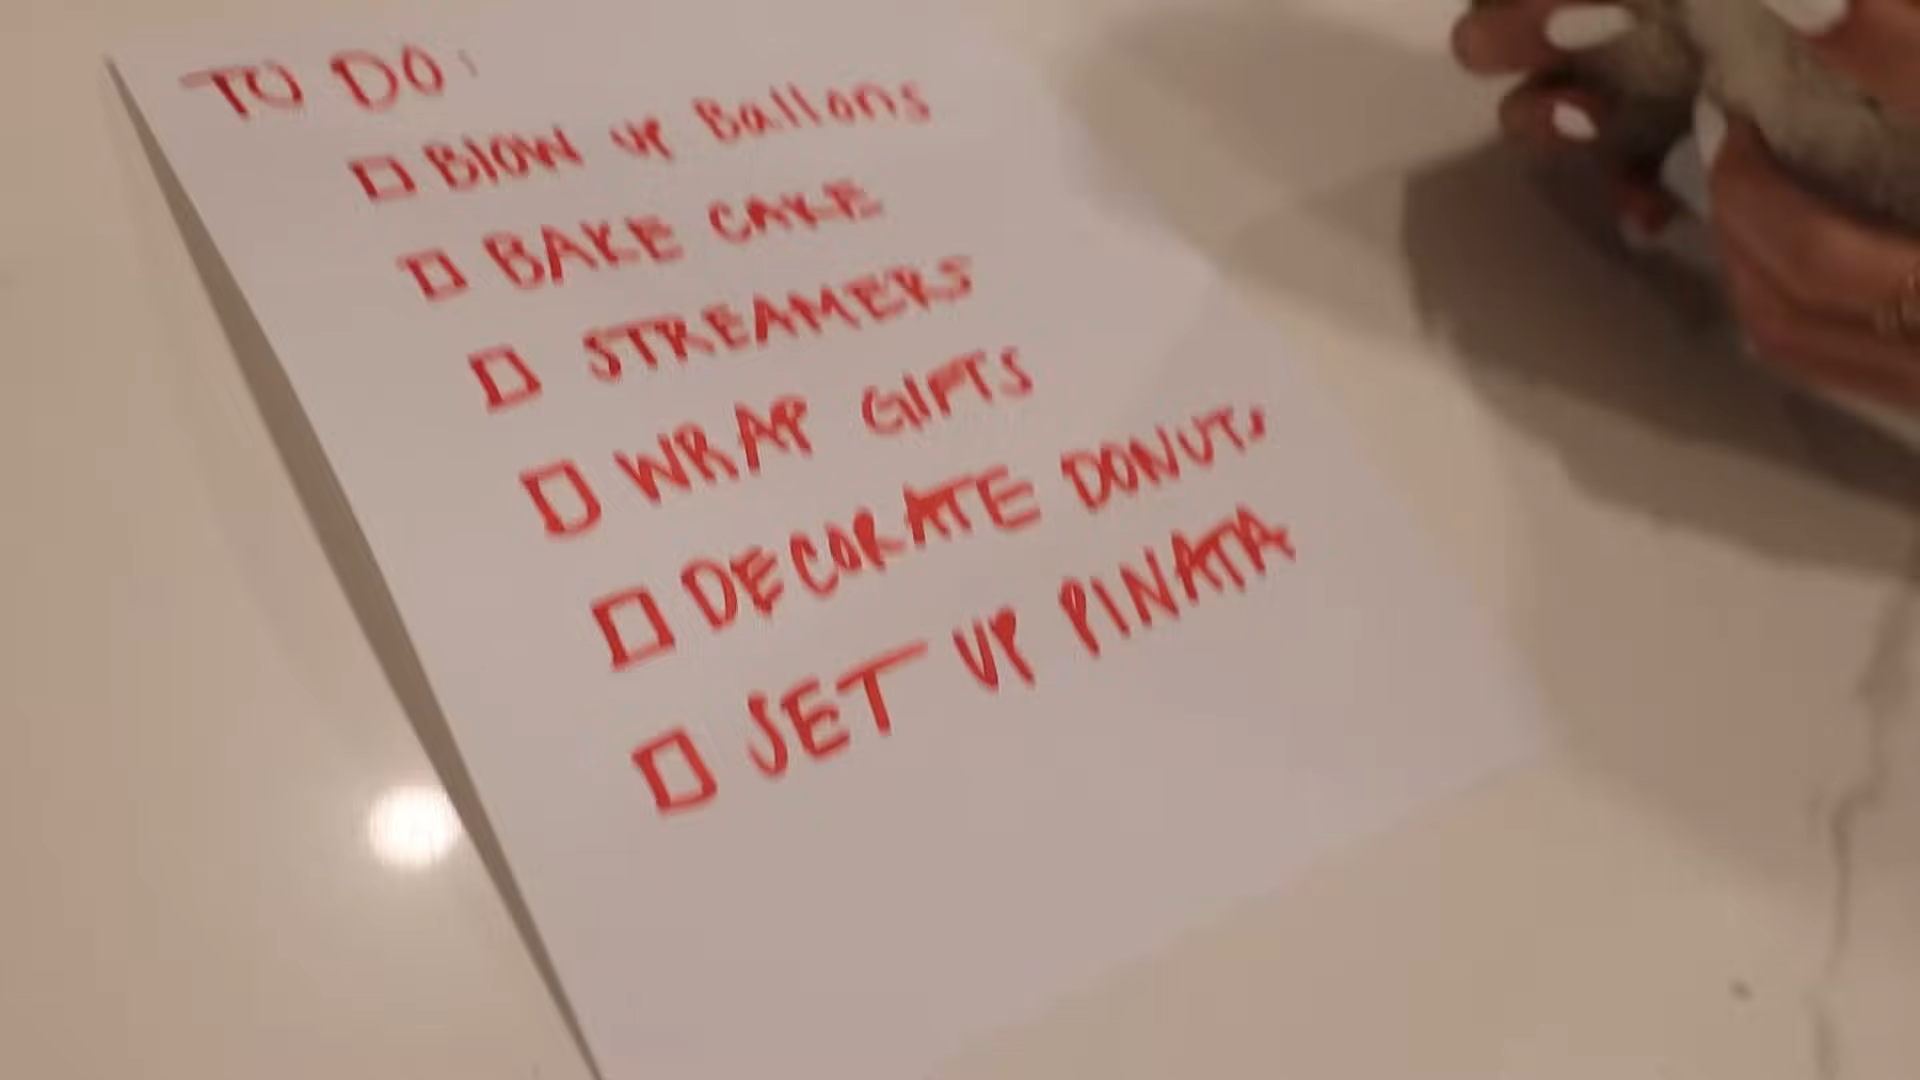 TO DO:
BlOW UP Ballons
BAKE CAKE
STREAMERS
WRAP GIFTS
DECORATE DONUTS
SET UP PINATA